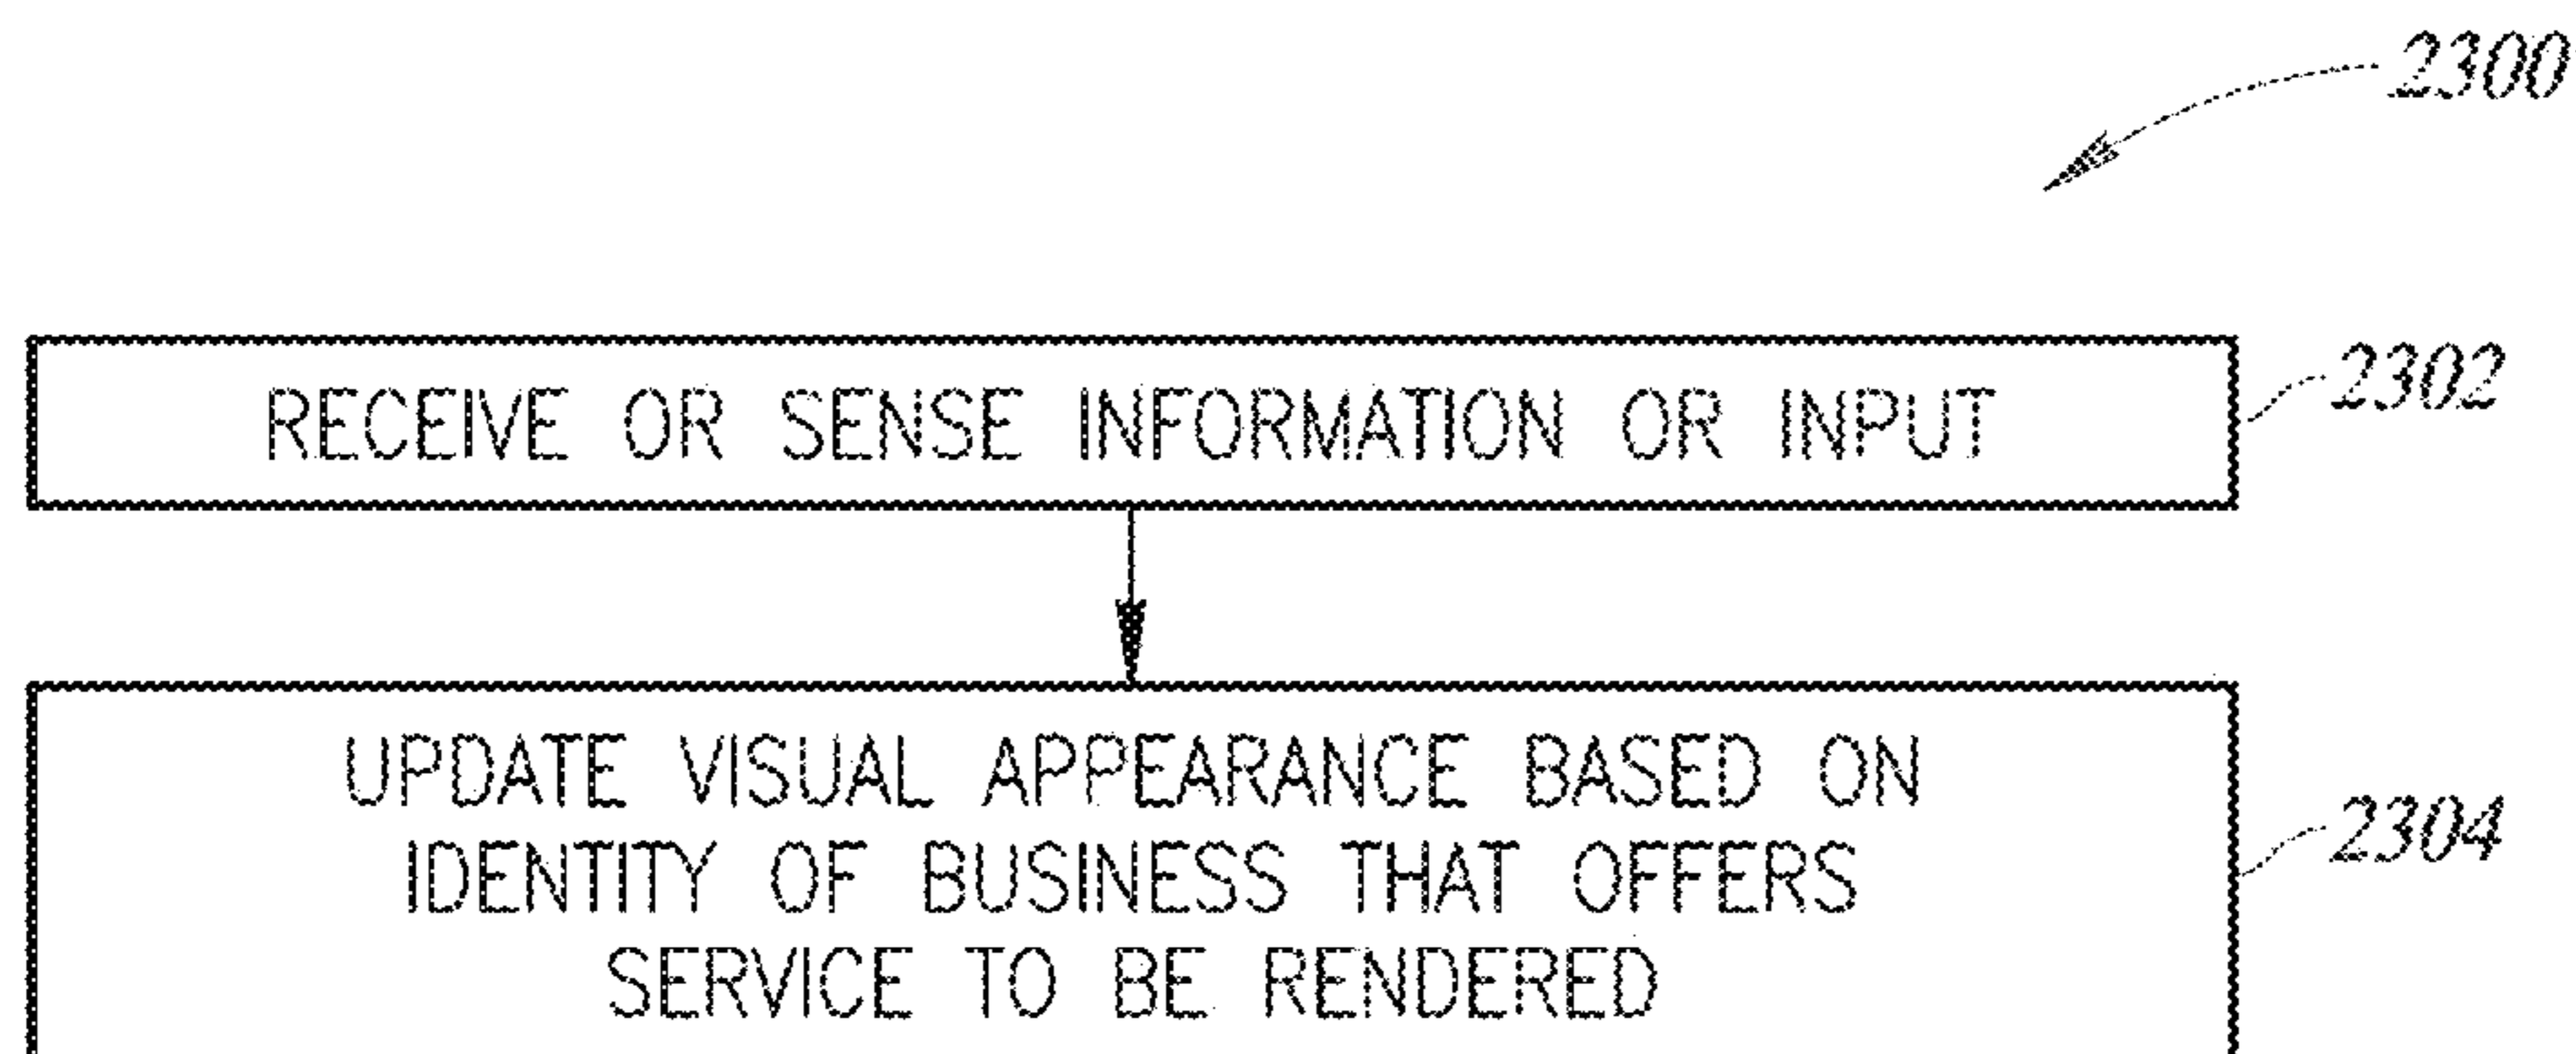 2300
RECEIVE OR SENSE INFORMATION OR INPUT
2302
UPDATE VISUAL APPEARANCE BASED ON
IDENTITY OF BUSINESS THAT OFFERS
SERVICE TO BE RENDERED
2304